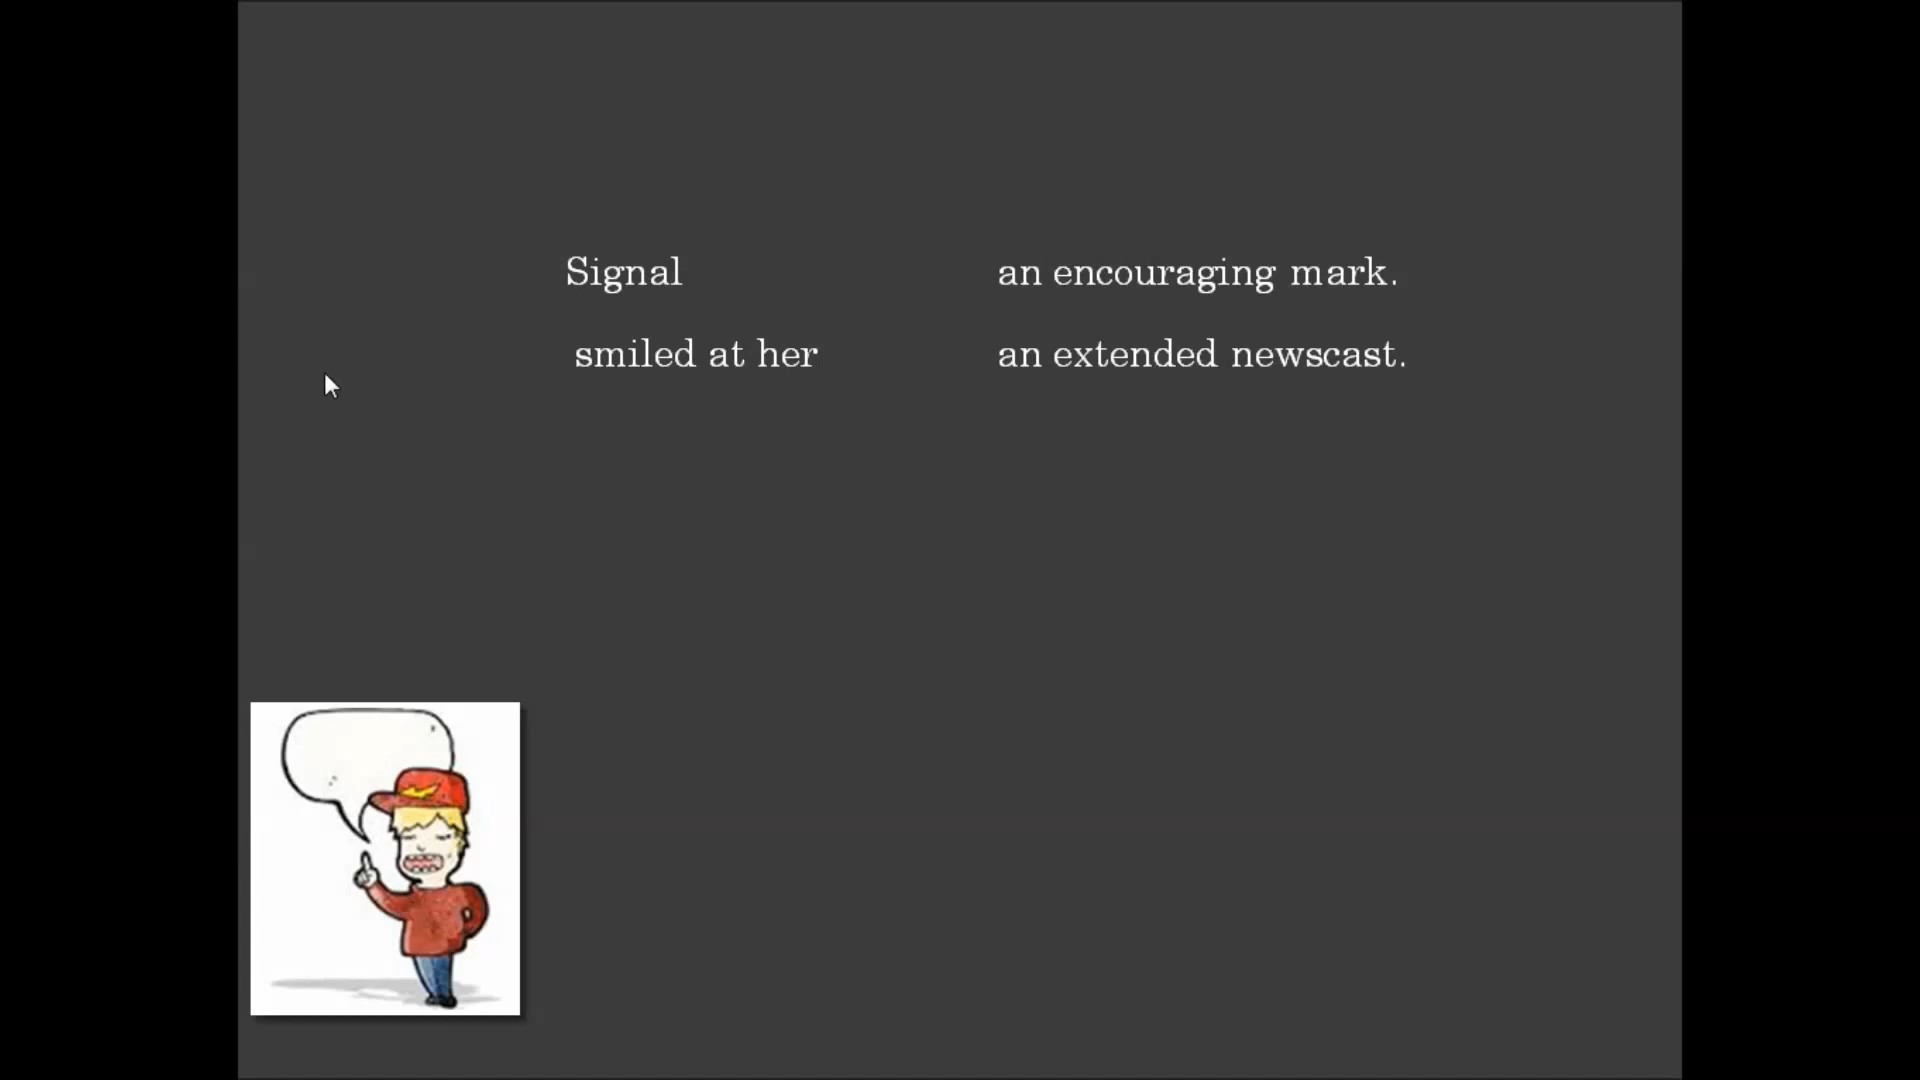 Signal an encouraging mark.
smiled at her an extended newscast.